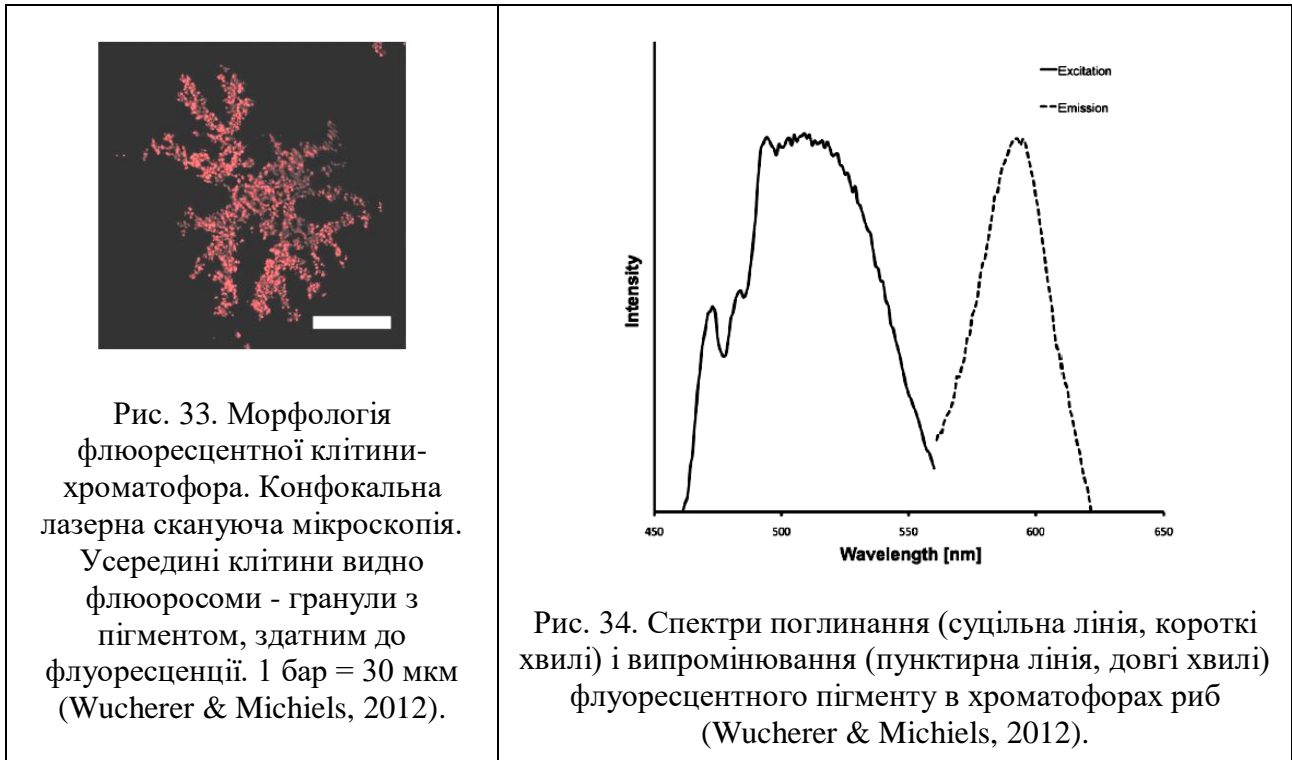 Рис. 33. Морфологія
флюоресцентної клітини-
хроматофора. Конфокальна
лазерна скануюча мікроскопія.
Усередині клітини видно
флюоросоми - гранули з
пігментом, здатним до
флуоресценції. 1 бар = 30 мкм
(Wucherer & Michiels, 2012).
Excitation
Emission
Intensity
450
500
550
600
650
Wavelength [nm]
Рис. 34. Спектри поглинання (суцільна лінія, короткі
хвилі) і випромінювання (пунктирна лінія, довгі хвилі)
флуоресцентного пігменту в хроматофорах риб
(Wucherer & Michiels, 2012).